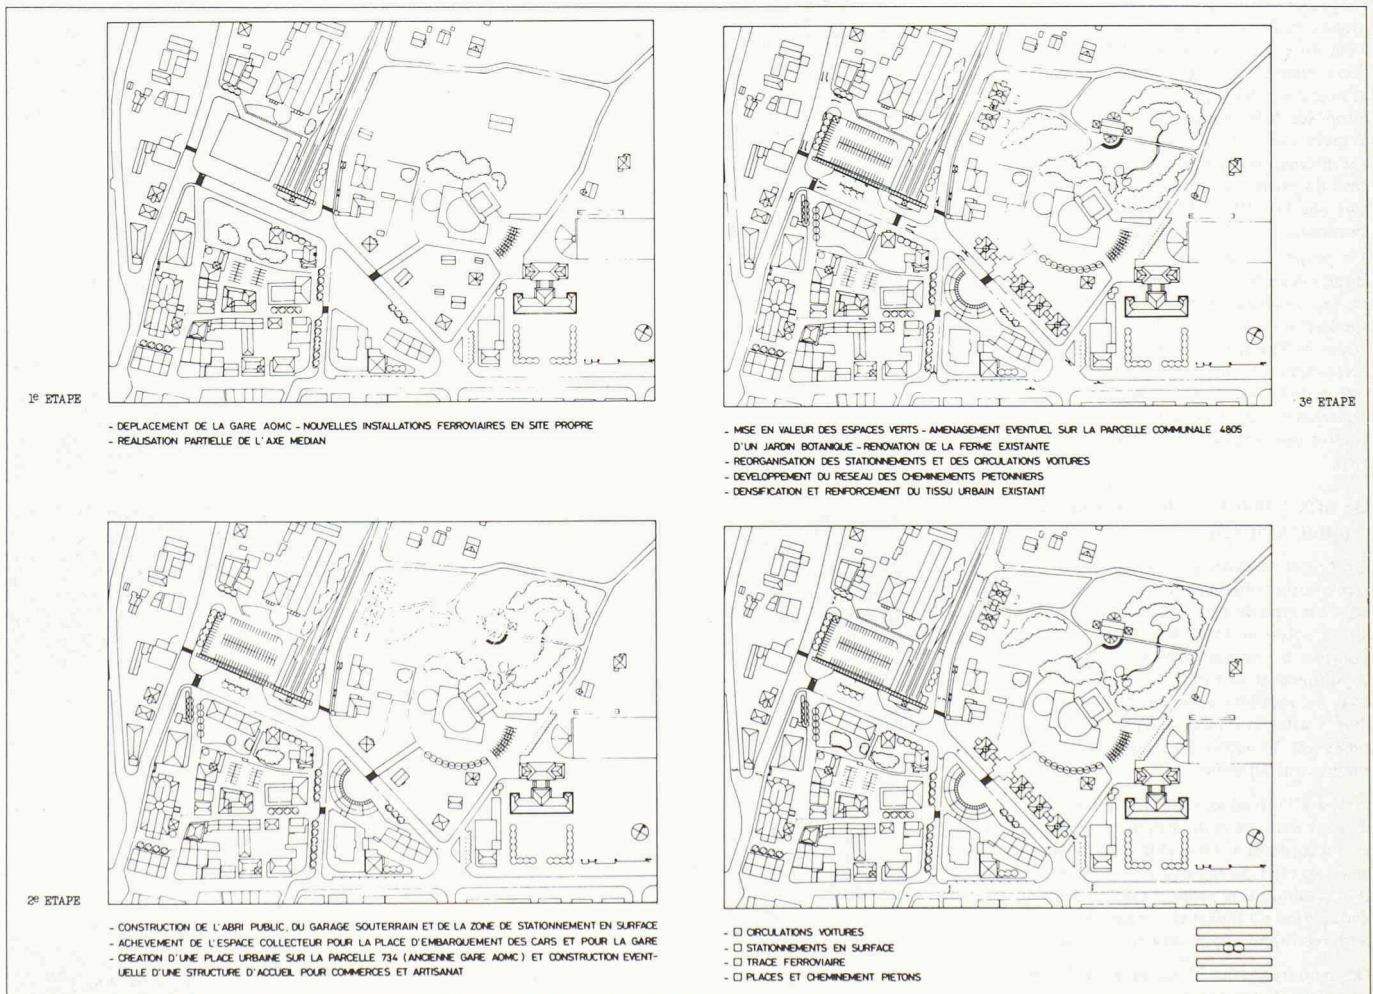 1e ETAPE
- DEPLACEMENT DE LA GARE AOMC - NOUVELLES INSTALLATIONS FERROVIAIRES EN SITE PROPRE
- REALISATION PARTIELLE DE L'AXE MEDIAN
2e ETAPE
- CONSTRUCTION DE L'ABRI PUBLIC, DU GARAGE SOUTERRAIN ET DE LA ZONE DE STATIONNEMENT EN SURFACE
- ACHEVEMENT DE L'ESPACE COLLECTEUR POUR LA PLACE D'EMBARQUEMENT DES CARS ET POUR LA GARE
- CREATION D'UNE PLACE URBAINE SUR LA PARCELLE 734 (ANCIENNE GARE AOMC) ET CONSTRUCTION EVENT-
UELLE D'UNE STRUCTURE D'ACCUEIL POUR COMMERCES ET ARTISANAT
3e ETAPE
- MISE EN VALEUR DES ESPACES VERTS - AMENAGEMENT EVENTUEL SUR LA PARCELLE COMMUNALE 4805
D'UN JARDIN BOTANIQUE - RENOVATION DE LA FERME EXISTANTE
- REORGANISATION DES STATIONNEMENTS ET DES CIRCULATIONS VOITURES
- DEVELOPPEMENT DU RESEAU DES CHEMINEMENTS PIETONNIERS
- DENSIFICATION ET RENFORCEMENT DU TISSU URBAIN EXISTANT
- □ CIRCULATIONS VOITURES
- □ STATIONNEMENTS EN SURFACE
- □ TRACE FERROVIAIRE
- □ PLACES ET CHEMINEMENT PIETONS